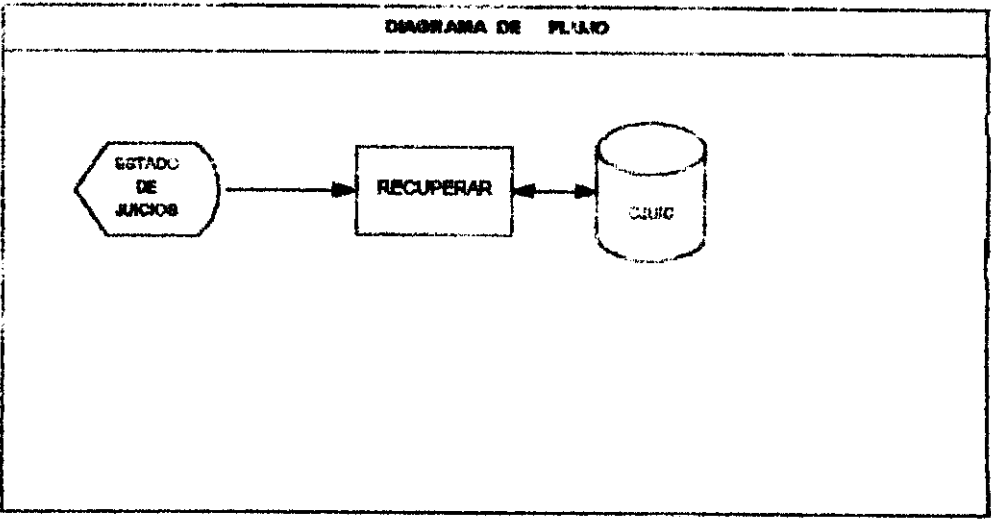 DIAGRAMA DE FLUJO
ESTADO
DE
JUICIOS
RECUPERAR